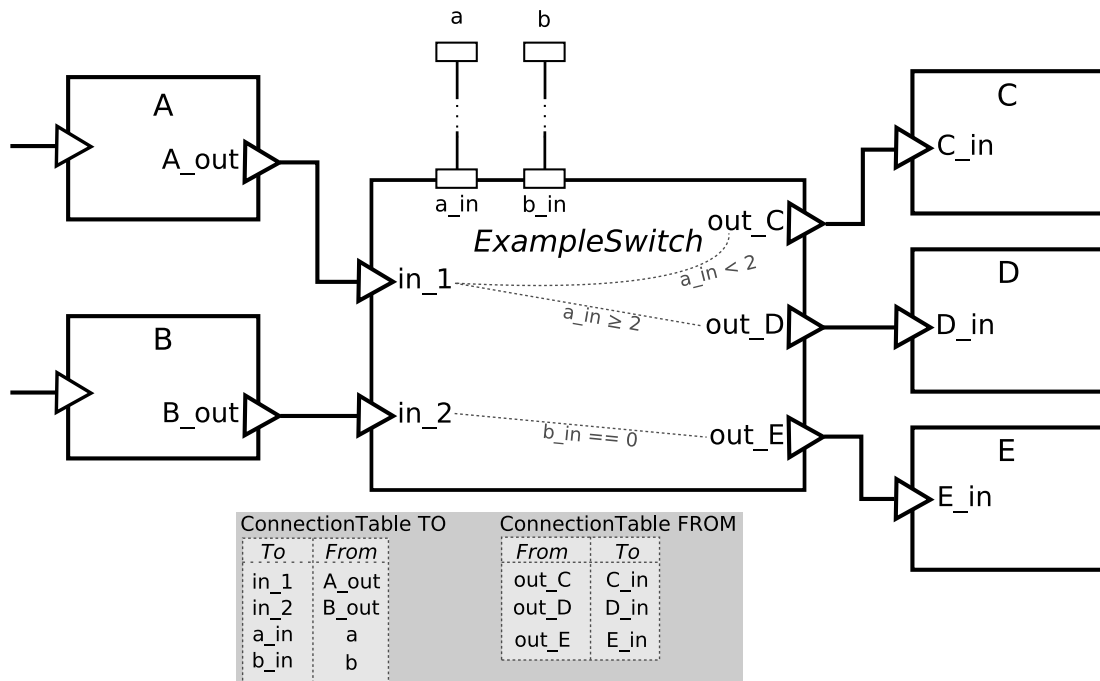 a b
A
A_out
B
B_out
a_in b_in
ExampleSwitch
in_1
in_2
out_C
out_D
out_E
a_in < 2
a_in ≥ 2
b_in == 0
C
C_in
D
D_in
E
E_in
ConnectionTable TO
To From
in_1 A_out
in_2 B_out
a_in a
b_in b
ConnectionTable FROM
From To
out_C C_in
out_D D_in
out_E E_in